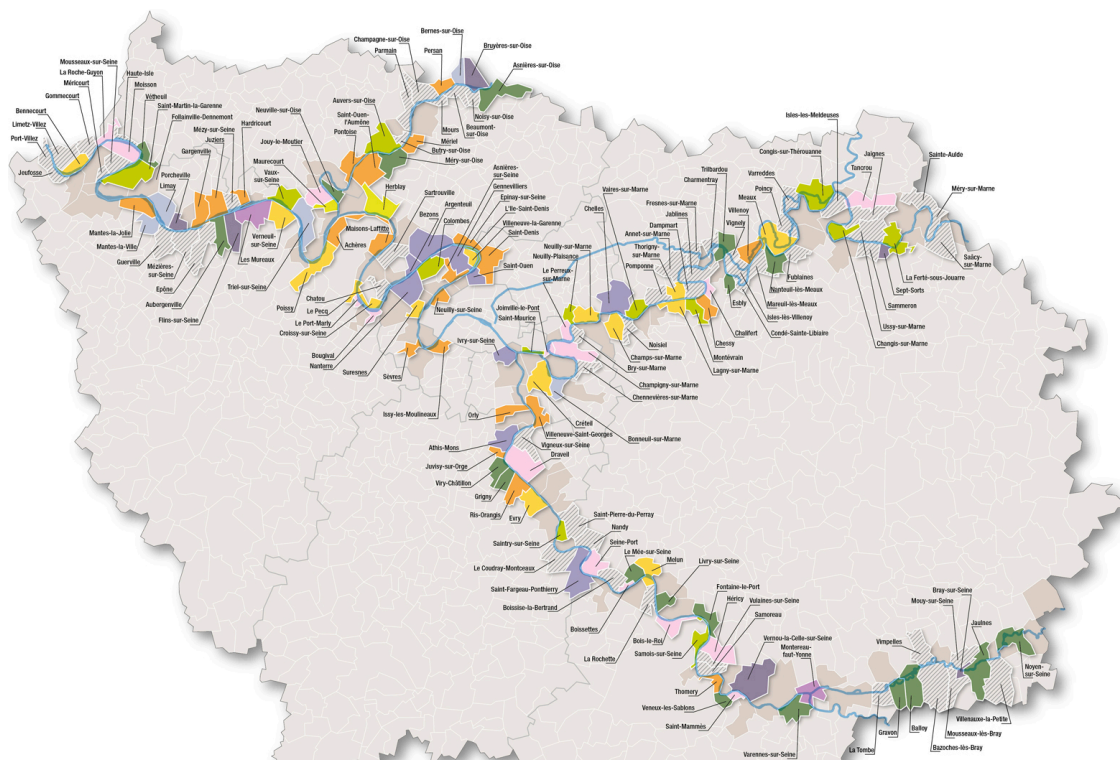 Bernes-sur-Oise
Champagne-sur-Oise
Persan
Bruyères-sur-Oise
Parmain
Asnières-sur-Oise
Mousseaux-sur-Seine
La Roche-Guyon
Méricourt
Gommecourt
Bennecourt
Limetz-Villez
Port-Villez
Jeufosse
Haute-Isle
Moisson
Vétheuil
Saint-Martin-la-Garenne
Follainville-Dennemont
Mézy-sur-Seine
Hardricourt
Juziers
Gargenville
Porcheville
Limay
Neuville-sur-Oise
Jouy-le-Moutier
Maurecourt
Vaux-
sur-Seine
Auvers-sur-Oise
Saint-Ouen-
l'Aumône
Pontoise
Noisy-sur-Oise
Beaumont-
sur-Oise
Mours
Mériel
Butry-sur-Oise
Méry-sur-Oise
Herblay
Mantes-la-Jolie
Mantes-la-Ville
Guerville
Mézières-
sur-Seine
Epône
Aubergenville
Flins-sur-Seine
Les Mureaux
Verneuil-
sur-Seine
Triel-sur-Seine
Poissy
Achères
Maisons-Laffitte
Sartrouville
Argenteuil
Bezons
Colombes
Asnières-
sur-Seine
Gennevilliers
Epinay-sur-Seine
L'Ile-Saint-Denis
Villeneuve-la-Garenne
Saint-Denis
Saint-Ouen
Chatou
Le Pecq
Le Port-Marly
Croissy-sur-Seine
Bougival
Nanterre
Suresnes
Sèvres
Neuilly-sur-Seine
Issy-les-Moulineaux
Isles-les-Meldeuses
Congis-sur-Thérouanne
Jaignes
Tancrou
Sainte-Aulde
Méry-sur-Marne
Trilbardou
Charmentray
Varreddes
Poincy
Meaux
Villenoy
Vignely
Fresnes-sur-Marne
Jablines
Annet-sur-Marne
Dampmart
Thorigny-
sur-Marne
Pomponne
Vaires-sur-Marne
Chelles
Neuilly-sur-Marne
Neuilly-Plaisance
Le Perreux-
sur-Marne
Joinville-le-Pont
Saint-Maurice
Saâcy-
sur-Marne
La Ferté-sous-Jouarre
Sept-Sorts
Sammeron
Ussy-sur-Marne
Changis-sur-Marne
Fublaines
Nanteuil-lès-Meaux
Mareuil-lès-Meaux
Isles-lès-Villenoy
Condé-Sainte-Libiaire
Esbly
Chalifert
Chessy
Montévrain
Lagny-sur-Marne
Noisiel
Champs-sur-Marne
Bry-sur-Marne
Champigny-sur-Marne
Chennevières-sur-Marne
Ivry-sur-Seine
Créteil
Bonneuil-sur-Marne
Orly
Villeneuve-Saint-Georges
Vigneux-sur-Seine
Draveil
Athis-Mons
Juvisy-sur-Orge
Viry-Châtillon
Grigny
Ris-Orangis
Evry
Saint-Pierre-du-Perray
Nandy
Seine-Port
Saintry-sur-Seine
Le Coudray-Montceaux
Saint-Fargeau-Ponthierry
Boissise-la-Bertrand
Boissettes
La Rochette
Le Mée-sur-Seine
Melun
Livry-sur-Seine
Fontaine-le-Port
Héricy
Vulaines-sur-Seine
Samoreau
Vernou-la-Celle-sur-Seine
Montereau-
faut-Yonne
Bois-le-Roi
Samois-sur-Seine
Thomery
Veneux-les-Sablons
Saint-Mammès
Varennes-sur-Seine
Bray-sur-Seine
Mouy-sur-Seine
Jaulnes
Vimpelles
Noyen-
sur-Seine
La Tombe
Gravon
Balloy
Bazoches-lès-Bray
Mousseaux-lès-Bray
Villenauxe-la-Petite